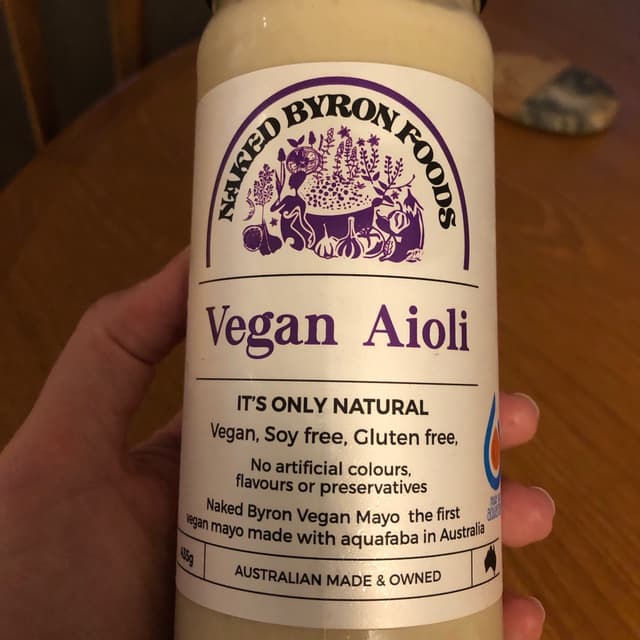 NAKED BYRON FOODS
Vegan Aioli
IT'S ONLY NATURAL
Vegan, Soy free, Gluten free,
No artificial colours,
flavours or preservatives
Naked Byron Vegan Mayo the first
vegan mayo made with aquafaba in Australia
AUSTRALIAN MADE & OWNED